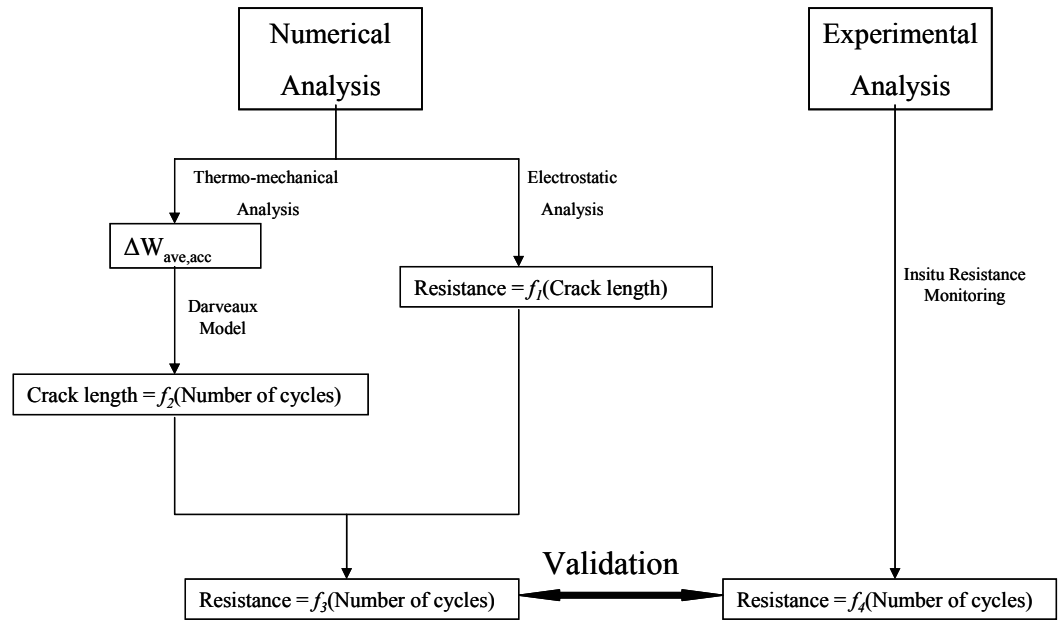 Numerical
Analysis
Experimental
Analysis
Thermo-mechanical
Analysis
Electrostatic
Analysis
ΔWave,acc
Resistance = f1(Crack length)
Insitu Resistance
Monitoring
Darveaux
Model
Crack length = f2(Number of cycles)
Validation
Resistance = f3(Number of cycles)
Resistance = f4(Number of cycles)